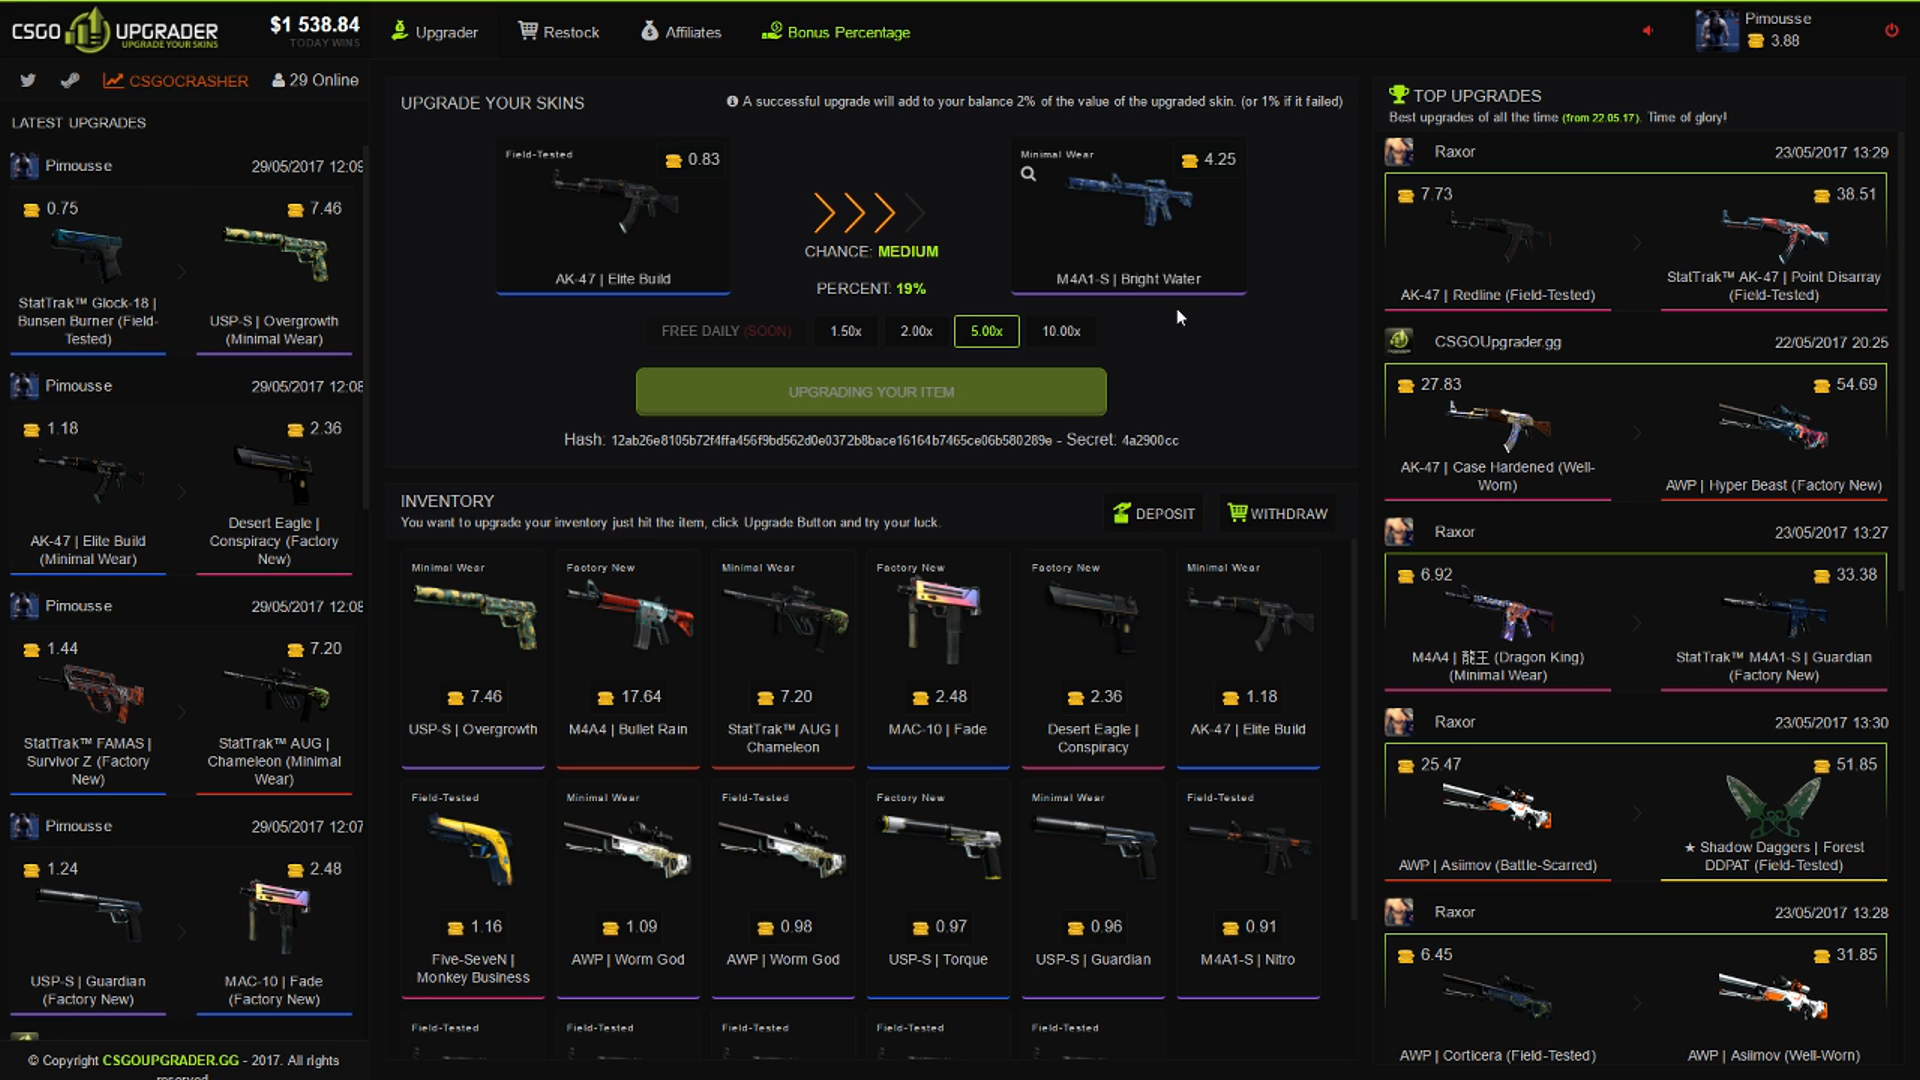 CSGO UPGRADER
UPGRADE YOUR SKINS
$1 538.84
TODAY WINS
Upgrader
Restock
Affiliates
Bonus Percentage
Pimousse
3.88
CSGOCRASHER
29 Online
LATEST UPGRADES
Pimousse 29/05/2017 12:09
0.75 7.46
StatTrak™ Glock-18 |
Bunsen Burner (Field-
Tested)
USP-S | Overgrowth
(Minimal Wear)
Pimousse 29/05/2017 12:08
1.18 2.36
AK-47 | Elite Build
(Minimal Wear)
Desert Eagle |
Conspiracy (Factory
New)
Pimousse 29/05/2017 12:08
1.44 7.20
StatTrak™ FAMAS |
Survivor Z (Factory
New)
StatTrak™ AUG |
Chameleon (Minimal
Wear)
Pimousse 29/05/2017 12:07
1.24 2.48
USP-S | Guardian
(Factory New)
MAC-10 | Fade
(Factory New)
© Copyright CSGOUPGRADER.GG - 2017. All rights
reserved
UPGRADE YOUR SKINS
A successful upgrade will add to your balance 2% of the value of the upgraded skin. (or 1% if it failed)
Field-Tested 0.83
AK-47 | Elite Build
CHANCE: MEDIUM
PERCENT: 19%
Minimal Wear 4.25
M4A1-S | Bright Water
FREE DAILY (SOON) 1.50x 2.00x 5.00x 10.00x
UPGRADING YOUR ITEM
Hash: 12ab26e8105b72f4ffa456f9bd562d0e0372b8bace16164b7465ce06b580289e - Secret: 4a2900cc
INVENTORY
You want to upgrade your inventory just hit the item, click Upgrade Button and try your luck.
DEPOSIT
WITHDRAW
Minimal Wear
7.46
USP-S | Overgrowth
Factory New
17.64
M4A4 | Bullet Rain
Minimal Wear
7.20
StatTrak™ AUG |
Chameleon
Factory New
2.48
MAC-10 | Fade
Factory New
2.36
Desert Eagle |
Conspiracy
Minimal Wear
1.18
AK-47 | Elite Build
Field-Tested
1.16
Five-SeveN |
Monkey Business
Minimal Wear
1.09
AWP | Worm God
Field-Tested
0.98
AWP | Worm God
Factory New
0.97
USP-S | Torque
Minimal Wear
0.96
USP-S | Guardian
Field-Tested
0.91
M4A1-S | Nitro
Field-Tested
Field-Tested
Field-Tested
Field-Tested
Field-Tested
TOP UPGRADES
Best upgrades of all the time (from 22.05.17). Time of glory!
Raxor 23/05/2017 13:29
7.73 38.51
AK-47 | Redline (Field-Tested)
StatTrak™ AK-47 | Point Disarray
(Field-Tested)
CSGOUpgrader.gg 22/05/2017 20:25
27.83 54.69
AK-47 | Case Hardened (Well-
Worn)
AWP | Hyper Beast (Factory New)
Raxor 23/05/2017 13:27
6.92 33.38
M4A4 | 龍王 (Dragon King)
(Minimal Wear)
StatTrak™ M4A1-S | Guardian
(Factory New)
Raxor 23/05/2017 13:30
25.47 51.85
AWP | Asiimov (Battle-Scarred)
★ Shadow Daggers | Forest
DDPAT (Field-Tested)
Raxor 23/05/2017 13:28
6.45 31.85
AWP | Corticera (Field-Tested)
AWP | Asiimov (Well-Worn)